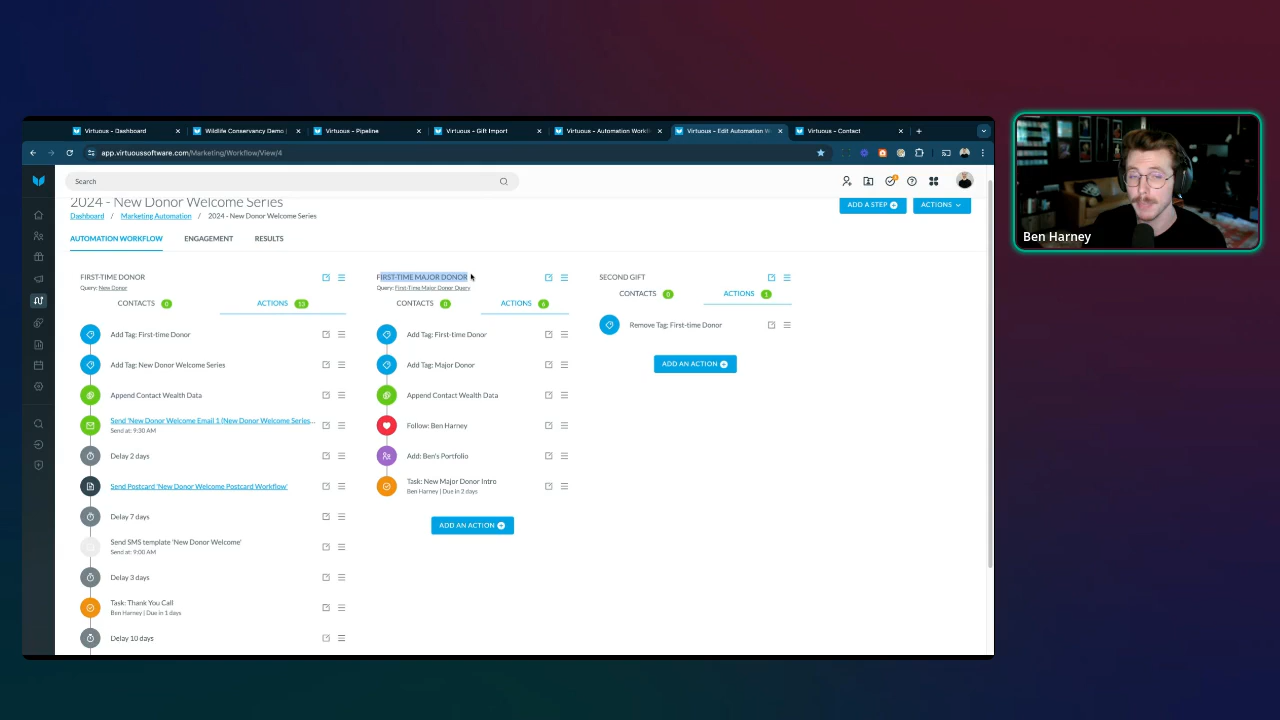 Virtuous – Dashboard
Wildlife Conservancy Demo |
Virtuous – Pipeline
Virtuous – Gift Import
Virtuous – Automation Workfl
Virtuous – Edit Automation W
Virtuous – Contact
app.virtuoussoftware.com/Marketing/Workflow/View/4
Search
2024 - New Donor Welcome Series
Dashboard / Marketing Automation / 2024 - New Donor Welcome Series
ADD A STEP
ACTIONS
AUTOMATION WORKFLOW
ENGAGEMENT
RESULTS
FIRST-TIME DONOR
Query: New Donor
CONTACTS 0
ACTIONS 13
Add Tag: First-time Donor
Add Tag: New Donor Welcome Series
Append Contact Wealth Data
Send 'New Donor Welcome Email 1 (New Donor Welcome Series...
Send at: 9:30 AM
Delay 2 days
Send Postcard 'New Donor Welcome Postcard Workflow'
Delay 7 days
Send SMS template 'New Donor Welcome'
Send at: 9:00 AM
Delay 3 days
Task: Thank You Call
Ben Harney | Due in 1 days
Delay 10 days
FIRST-TIME MAJOR DONOR
Query: First-Time Major Donor Query
CONTACTS 0
ACTIONS 6
Add Tag: First-time Donor
Add Tag: Major Donor
Append Contact Wealth Data
Follow: Ben Harney
Add: Ben's Portfolio
Task: New Major Donor Intro
Ben Harney | Due in 2 days
ADD AN ACTION
SECOND GIFT
CONTACTS 0
ACTIONS 1
Remove Tag: First-time Donor
ADD AN ACTION
Ben Harney